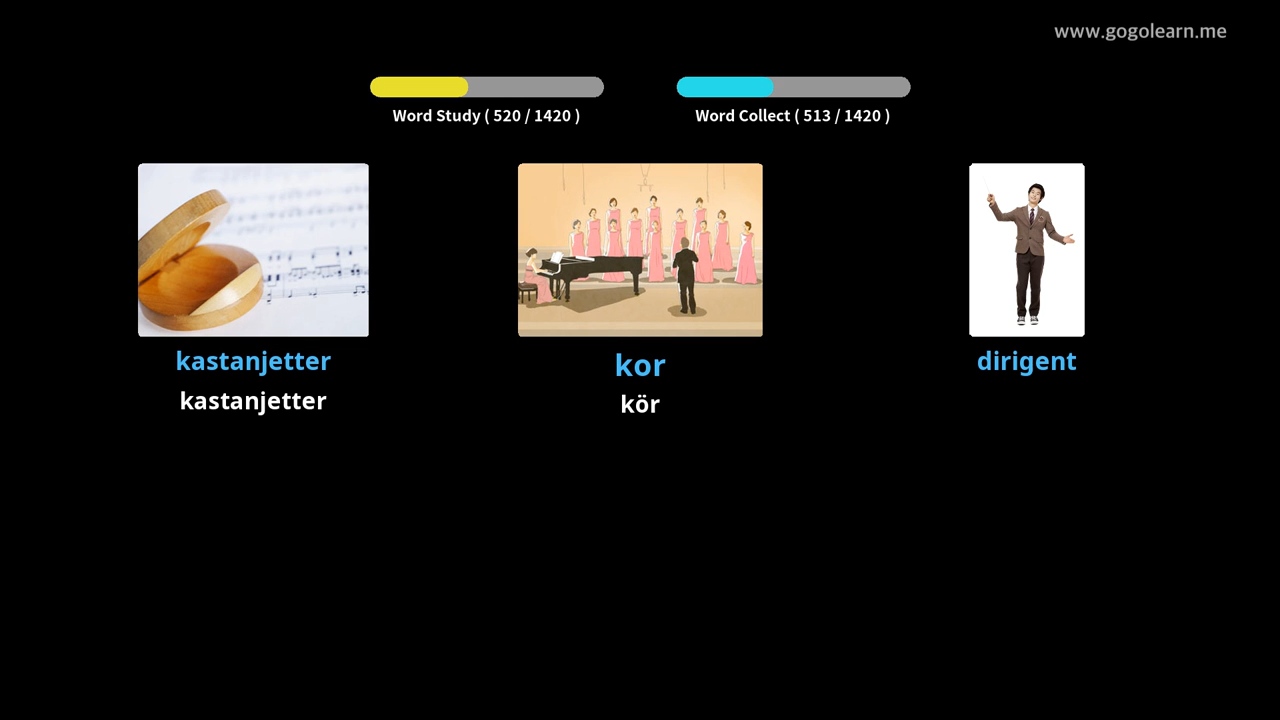 www.gogolearn.me
Word Study ( 520 / 1420 )
Word Collect ( 513 / 1420 )
kastanjetter
kor
dirigent
kastanjetter
kör